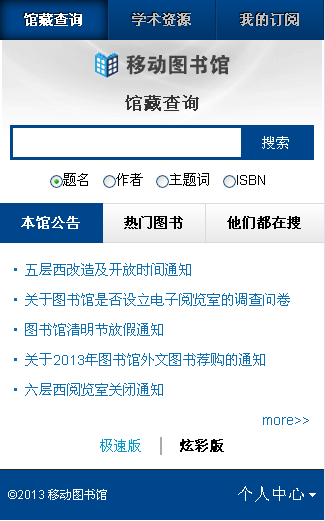 馆藏查询 学术资源 我的订阅
移动图书馆
馆藏查询
搜索
题名 作者 主题词 ISBN
本馆公告 热门图书 他们都在搜
五层西改造及开放时间通知
关于图书馆是否设立电子阅览室的调查问卷
图书馆清明节放假通知
关于2013年图书馆外文图书荐购的通知
六层西阅览室关闭通知
more>>
极速版 炫彩版
©2013 移动图书馆 个人中心